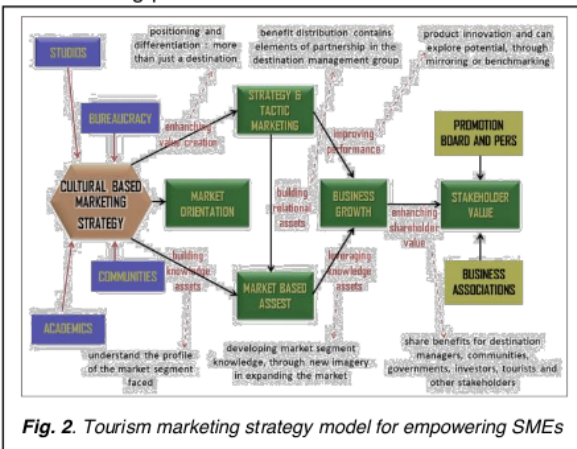 positioning and
differentiation : more
than just a destination
benefit distribution contains
elements of partnership in the
destination management group
product innovation and can
explore potential, through
mirroring or benchmarking
STUDIOS
BUREAUCRACY
enhanching
value creation
STRATEGY &
TACTIC
MARKETING
improving
performance
PROMOTION
BOARD AND PERS
CULTURAL BASED
MARKETING
STRATEGY
MARKET
ORIENTATION
building
relational
assets
BUSINESS
GROWTH
enhanching
shareholder
value
STAKEHOLDER
VALUE
COMMUNITIES
building
knowledge
assets
MARKET BASED
ASSEST
leveraging
knowledge
assets
BUSINESS
ASSOCIATIONS
ACADEMICS
understand the profile
of the market segment
faced
developing market segment
knowledge, through new imagery
in expanding the market
share benefits for destination
managers, communities,
governments, investors, tourists and
other stakeholders
Fig. 2. Tourism marketing strategy model for empowering SMEs